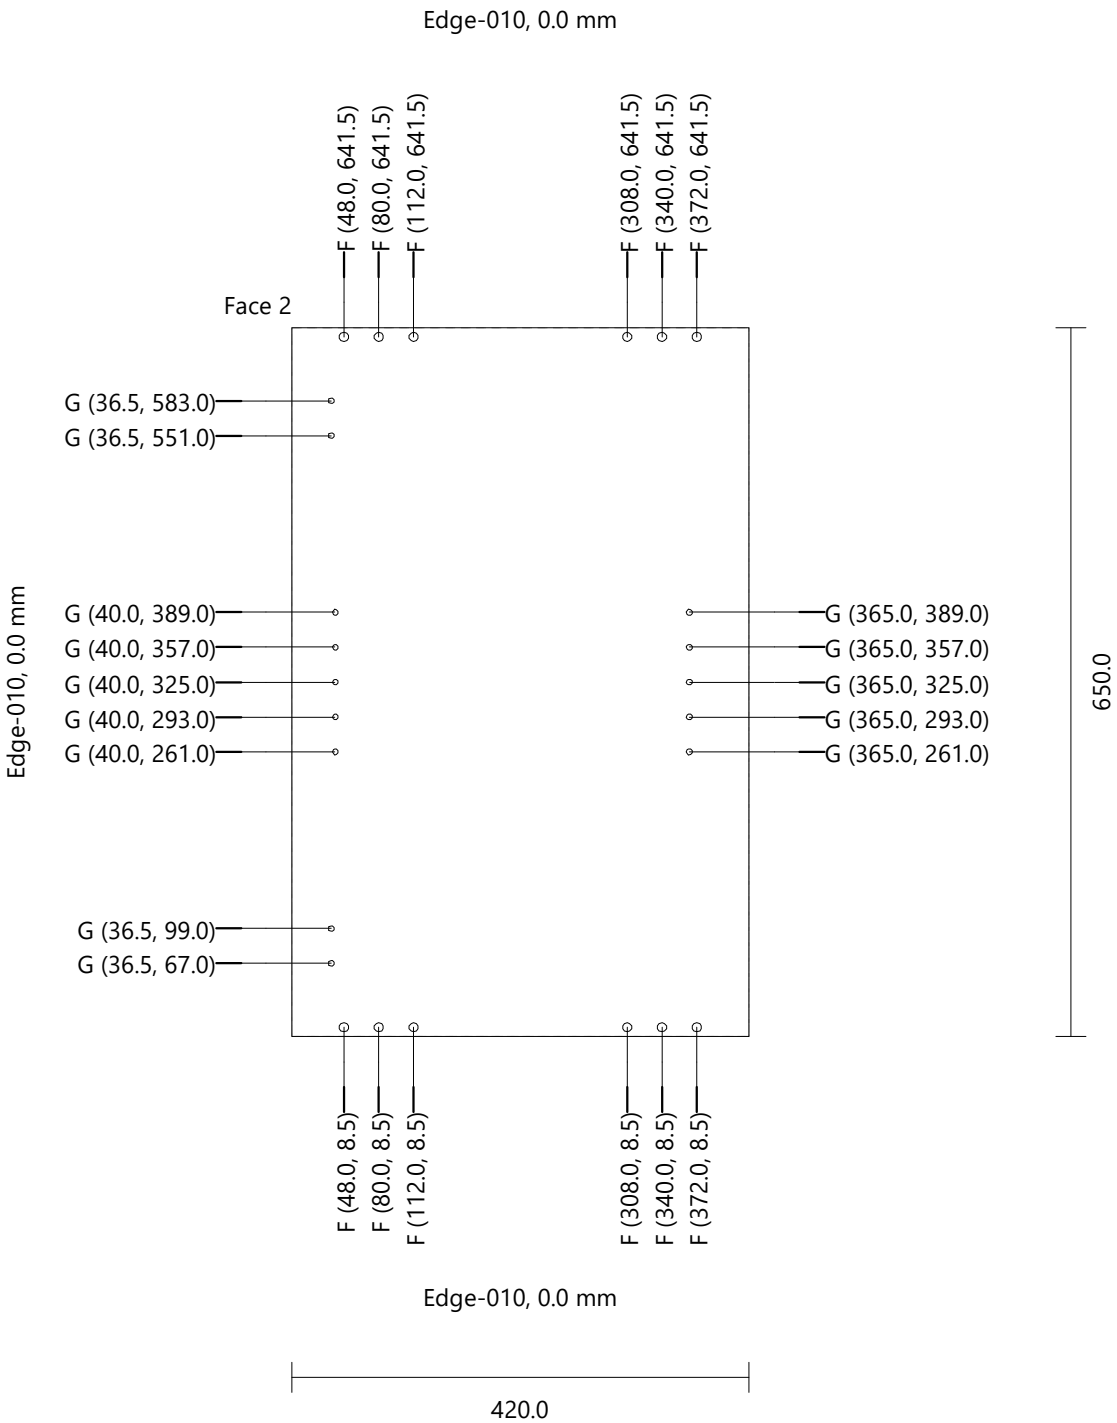 Edge-010, 0.0 mm
F (48.0, 641.5)
F (80.0, 641.5)
F (112.0, 641.5)
F (308.0, 641.5)
F (340.0, 641.5)
F (372.0, 641.5)
Face 2
G (36.5, 583.0)
G (36.5, 551.0)
Edge-010, 0.0 mm
G (40.0, 389.0)
G (40.0, 357.0)
G (40.0, 325.0)
G (40.0, 293.0)
G (40.0, 261.0)
G (365.0, 389.0)
G (365.0, 357.0)
G (365.0, 325.0)
G (365.0, 293.0)
G (365.0, 261.0)
650.0
G (36.5, 99.0)
G (36.5, 67.0)
F (48.0, 8.5)
F (80.0, 8.5)
F (112.0, 8.5)
F (308.0, 8.5)
F (340.0, 8.5)
F (372.0, 8.5)
Edge-010, 0.0 mm
420.0